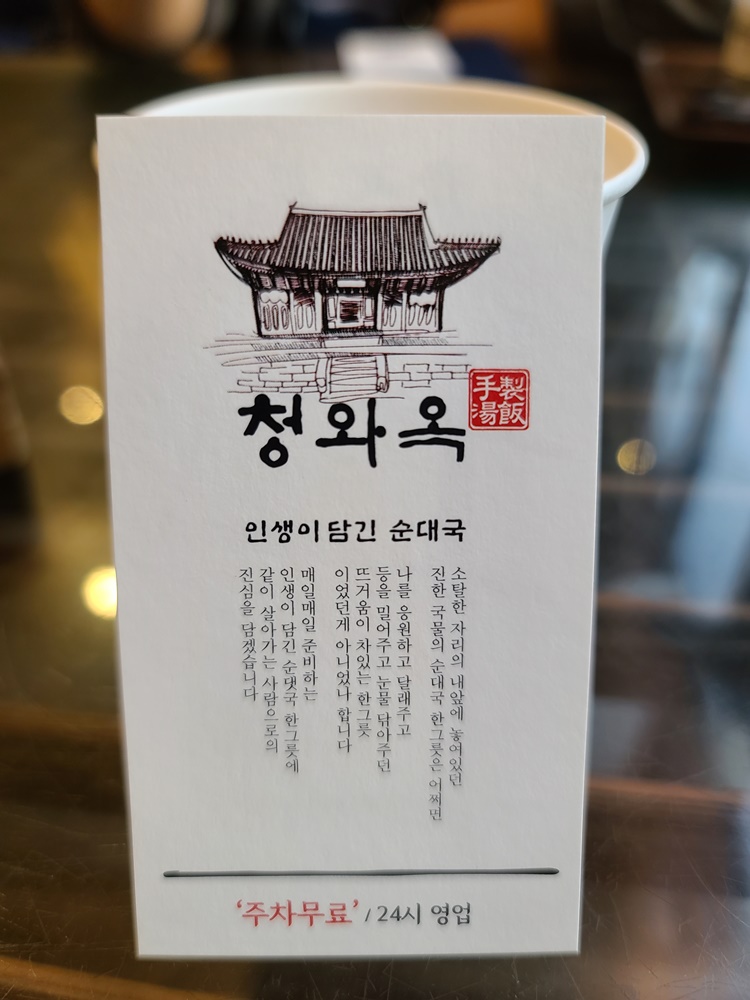 手製
湯飯
청와옥
인생이 담긴 순대국
소탈한 자리의 내앞에 놓여있던
진한 국물의 순대국 한그릇은 어쩌면
나를 응원하고 달래주고
등을 밀어주고 눈물 닦아주던
뜨거움이 차있는 한그릇
이었던게 아니었나 합니다
매일매일 준비하는
인생이 담긴 순댓국 한그릇에
같이 살아가는 사람으로의
진심을 담겠습니다
‘주차무료’ / 24시 영업